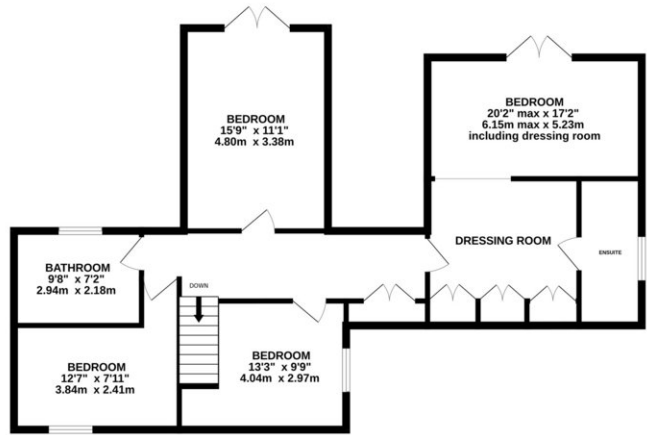 BEDROOM
15'9" x 11'1"
4.80m x 3.38m
BEDROOM
20'2" max x 17'2"
6.15m max x 5.23m
including dressing room
DRESSING ROOM
ENSUITE
BATHROOM
9'8" x 7'2"
2.94m x 2.18m
DOWN
BEDROOM
12'7" x 7'11"
3.84m x 2.41m
BEDROOM
13'3" x 9'9"
4.04m x 2.97m